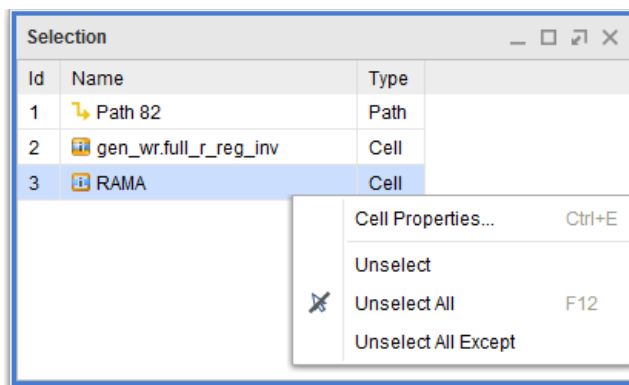 Selection
Id Name Type
1 Path 82 Path
2 gen_wr.full_r_reg_inv Cell
3 RAMA Cell
Cell Properties... Ctrl+E
Unselect
Unselect All F12
Unselect All Except